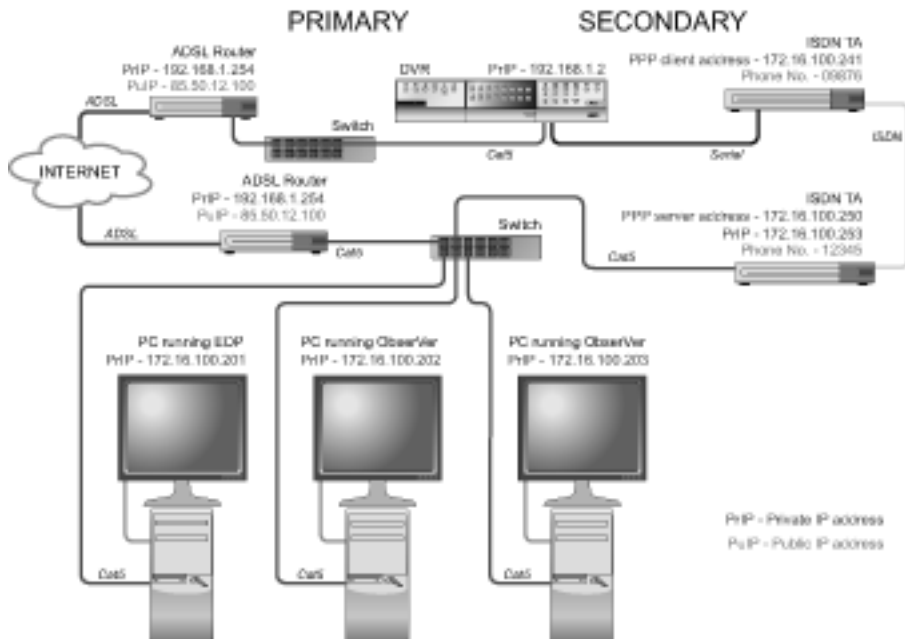 PRIMARY
SECONDARY
ADSL Router
PrIP - 192.168.1.254
PuIP - 85.50.12.100
DVR
PrIP - 192.168.1.2
ISDN TA
PPP client address - 172.16.100.241
Phone No. - 09876
ADSL
Switch
Cat5
Serial
ISDN
INTERNET
ADSL Router
PrIP - 192.168.1.254
PuIP - 85.50.12.100
ISDN TA
PPP server address - 172.16.100.250
PrIP - 172.16.100.253
Phone No. - 12345
Switch
ADSL
Cat5
Cat5
PC running EDP
PrIP - 172.16.100.201
PC running ObserVer
PrIP - 172.16.100.202
PC running ObserVer
PrIP - 172.16.100.203
PrIP - Private IP address
PuIP - Public IP address
Cat5
Cat5
Cat5